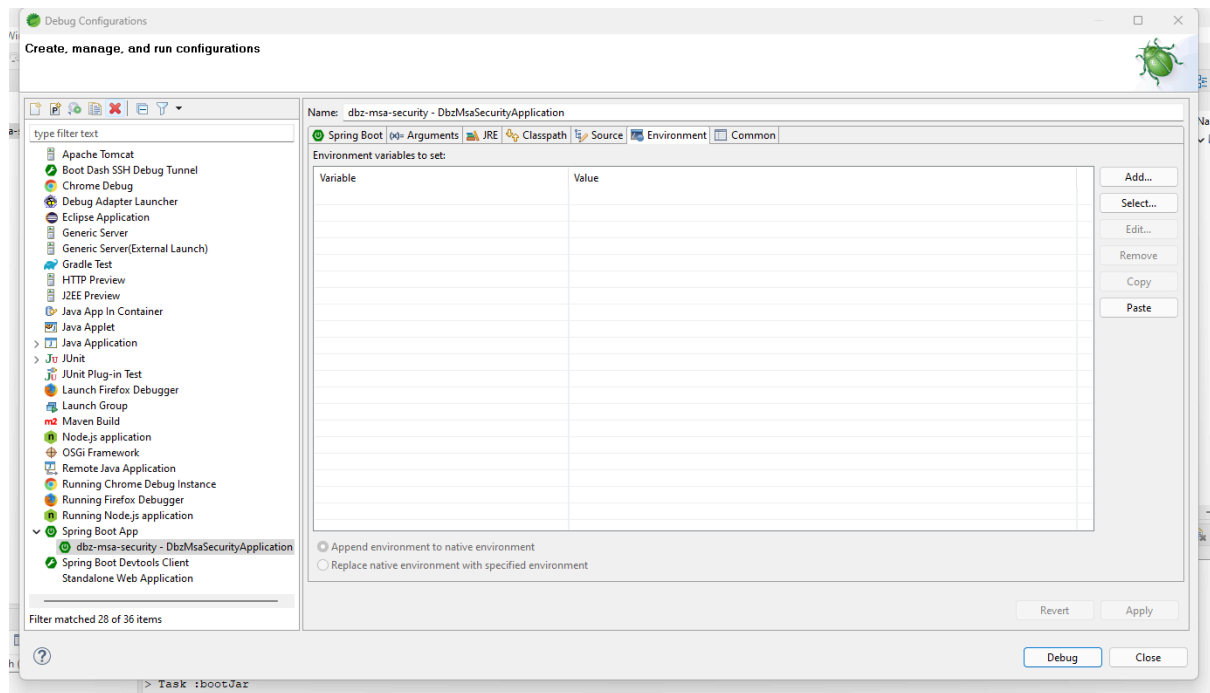 Debug Configurations
Create, manage, and run configurations
type filter text
Apache Tomcat
Boot Dash SSH Debug Tunnel
Chrome Debug
Debug Adapter Launcher
Eclipse Application
Generic Server
Generic Server(External Launch)
Gradle Test
HTTP Preview
J2EE Preview
Java App In Container
Java Applet
Java Application
JUnit
JUnit Plug-in Test
Launch Firefox Debugger
Launch Group
Maven Build
Node.js application
OSGi Framework
Remote Java Application
Running Chrome Debug Instance
Running Firefox Debugger
Running Node.js application
Spring Boot App
dbz-msa-security - DbzMsaSecurityApplication
Spring Boot Devtools Client
Standalone Web Application
Filter matched 28 of 36 items
Name: dbz-msa-security - DbzMsaSecurityApplication
Spring Boot (x)= Arguments JRE Classpath Source Environment Common
Environment variables to set:
Variable Value
Add...
Select...
Edit...
Remove
Copy
Paste
Append environment to native environment
Replace native environment with specified environment
Revert Apply
Debug Close
> Task :bootJar